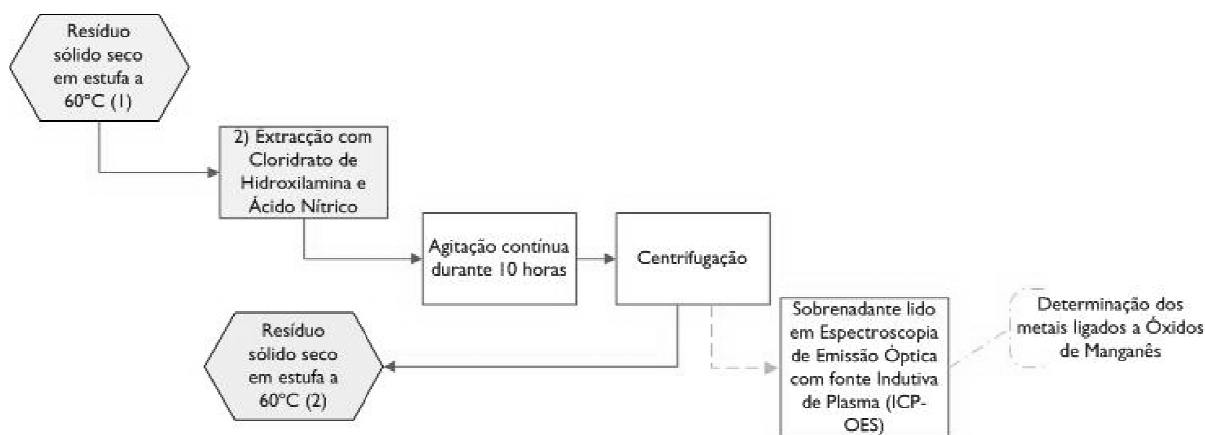 Resíduo
sólido seco
em estufa a
60°C (1)
2) Extracção com
Cloridrato de
Hidroxilamina e
Ácido Nítrico
Agitação contínua
durante 10 horas
Centrifugação
Sobrenadante lido
em Espectroscopia
de Emissão Óptica
com fonte Indutiva
de Plasma (ICP-
OES)
Determinação dos
metais ligados a Óxidos
de Manganês
Resíduo
sólido seco
em estufa a
60°C (2)